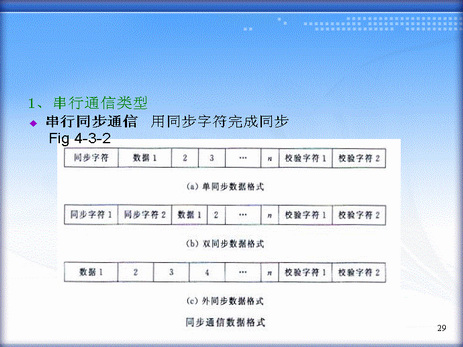 1、串行通信类型
◆ 串行同步通信 用同步字符完成同步
Fig 4-3-2
同步字符 数据1 2 3 … n 校验字符1 校验字符2
(a) 单同步数据格式
同步字符1 同步字符2 数据1 2 … n 校验字符1 校验字符2
(b) 双同步数据格式
数据1 2 3 4 … n 校验字符1 校验字符2
(c) 外同步数据格式
同步通信数据格式
29